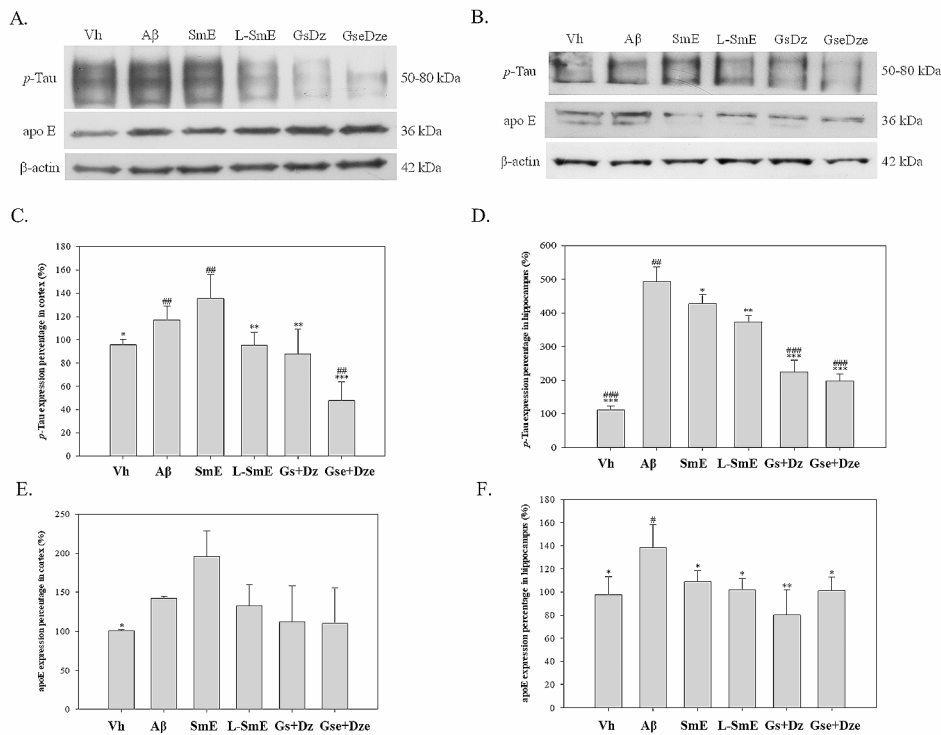 A.
Vh Aβ SmE L-SmE GsDz GseDze
p-Tau 50-80 kDa
apo E 36 kDa
β-actin 42 kDa
B.
Vh Aβ SmE L-SmE GsDz GseDze
p-Tau 50-80 kDa
apo E 36 kDa
β-actin 42 kDa
C.
p-Tau expression percentage in cortex (%)
180
160
140
120
100
80
60
40
20
0
* ## ## ** ** ##
***
Vh Aβ SmE L-SmE Gs+Dz Gse+Dze
D.
p-Tau expression percentage in hippocampus (%)
600
500
400
300
200
100
0
###
*** ## * ** ###
*** ###
***
Vh Aβ SmE L-SmE Gs+Dz Gse+Dze
E.
apoE expression percentage in cortex (%)
250
200
150
100
50
0
*
Vh Aβ SmE L-SmE Gs+Dz Gse+Dze
F.
apoE expression percentage in hippocampus (%)
180
160
140
120
100
80
60
40
20
0
* # * * ** *
Vh Aβ SmE L-SmE Gs+Dz Gse+Dze